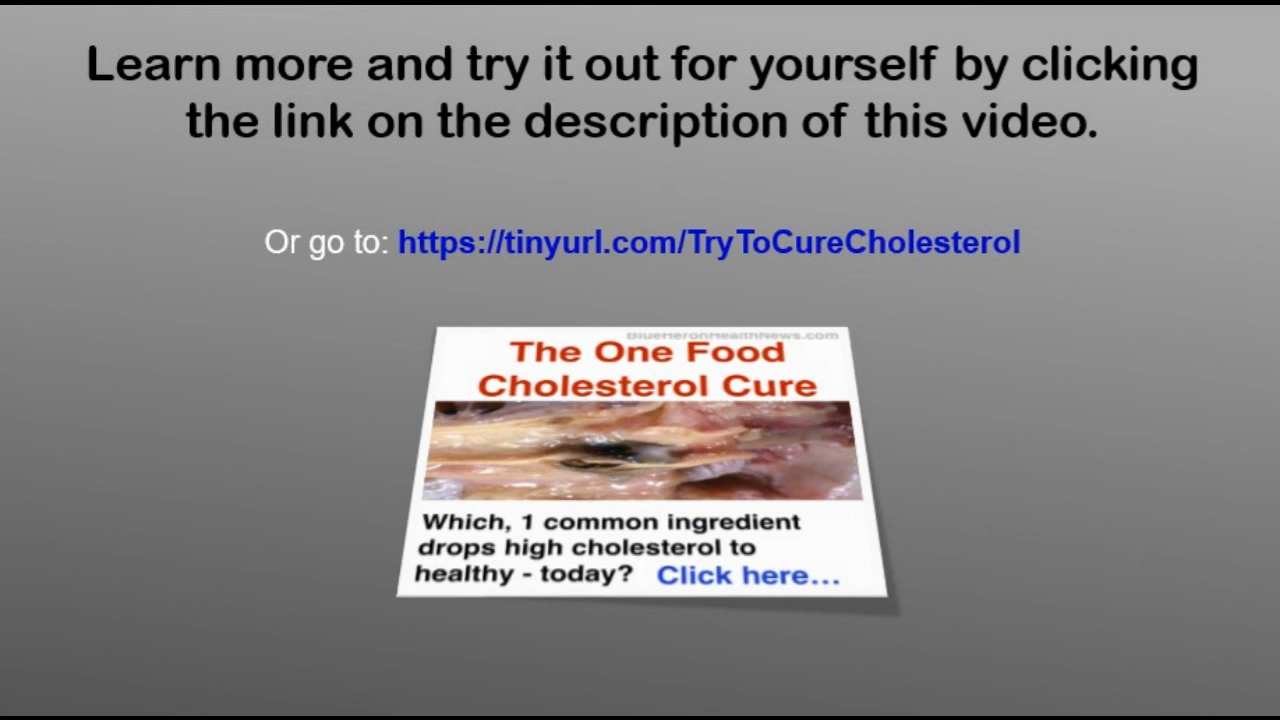 Learn more and try it out for yourself by clicking
the link on the description of this video.
Or go to: https://tinyurl.com/TryToCureCholesterol
BlueHeronHealthNews.com
The One Food
Cholesterol Cure
Which, 1 common ingredient
drops high cholesterol to
healthy - today? Click here...